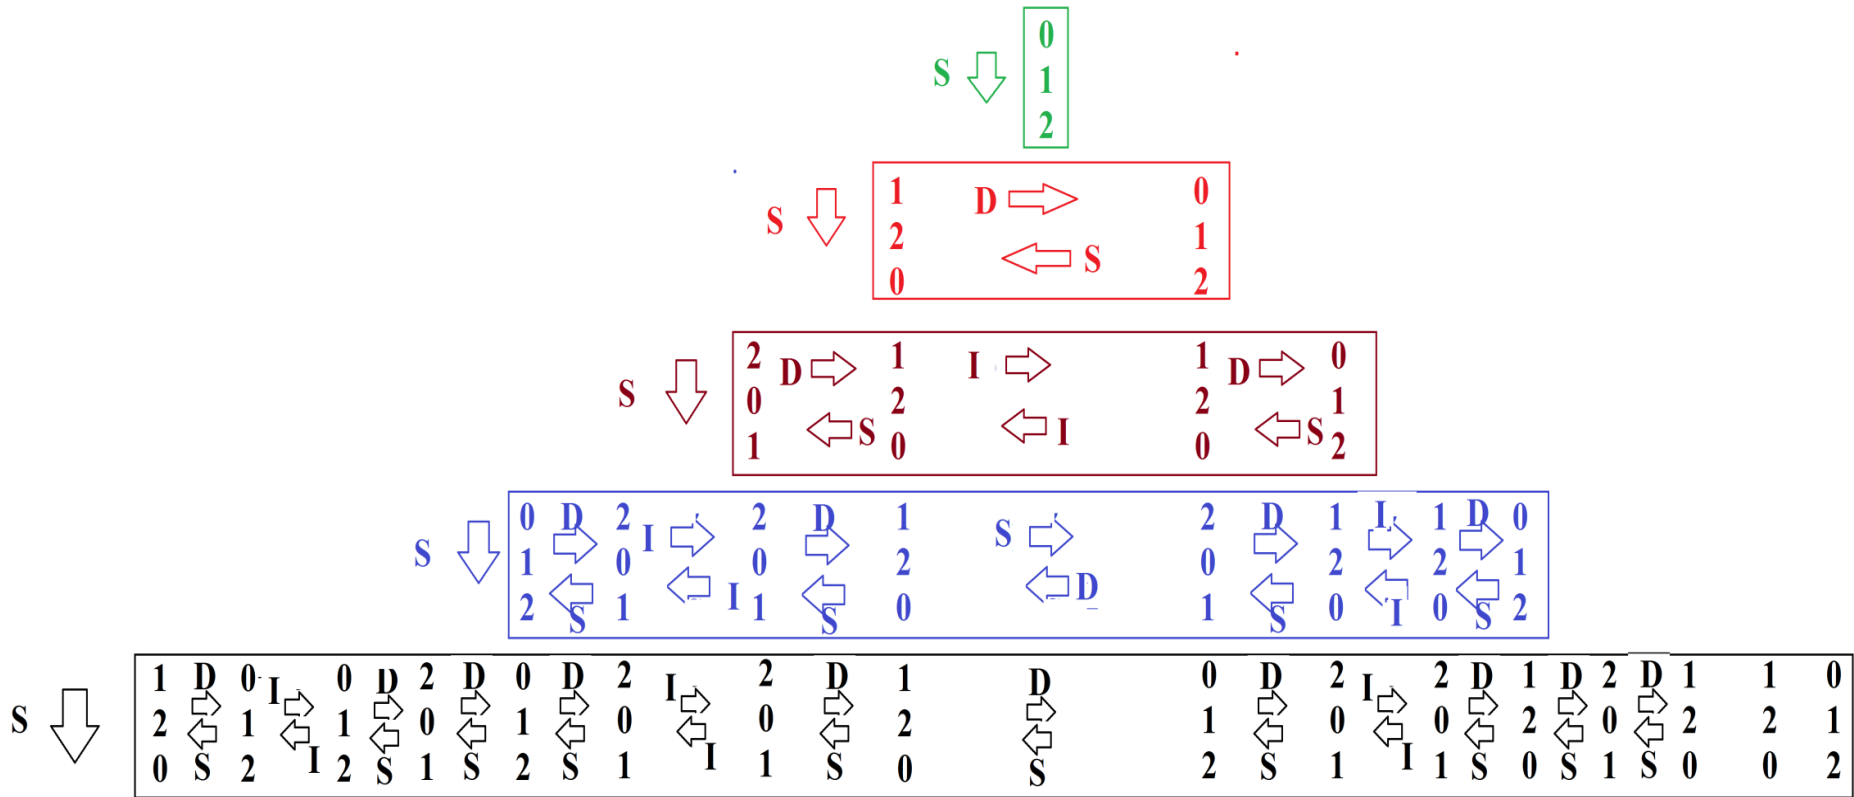 0
S 1
2
1 D 0
S 2 1
S
0 2
2 D 1 I 1 D 0
S 0 2 2 1
1 S 0 I 0 S 2
0 D 2 I 2 D 1 S 2 D 1 I 1 D 0
S 1 0 0 2 0 2 2 1
2 S 1 I 1 S 0 D 1 S 0 I 0 S 2
1 D 0 I 0 D 2 D 0 D 2 I 2 D 1 D 0 D 2 I 2 D 1 D 2 D 1 1 0
S 2 1 1 0 1 0 0 2 1 0 0 2 0 2 2 1
0 S 2 I 2 S 1 S 2 S 1 I 1 S 0 S 2 S 1 I 1 S 0 S 1 S 0 0 2